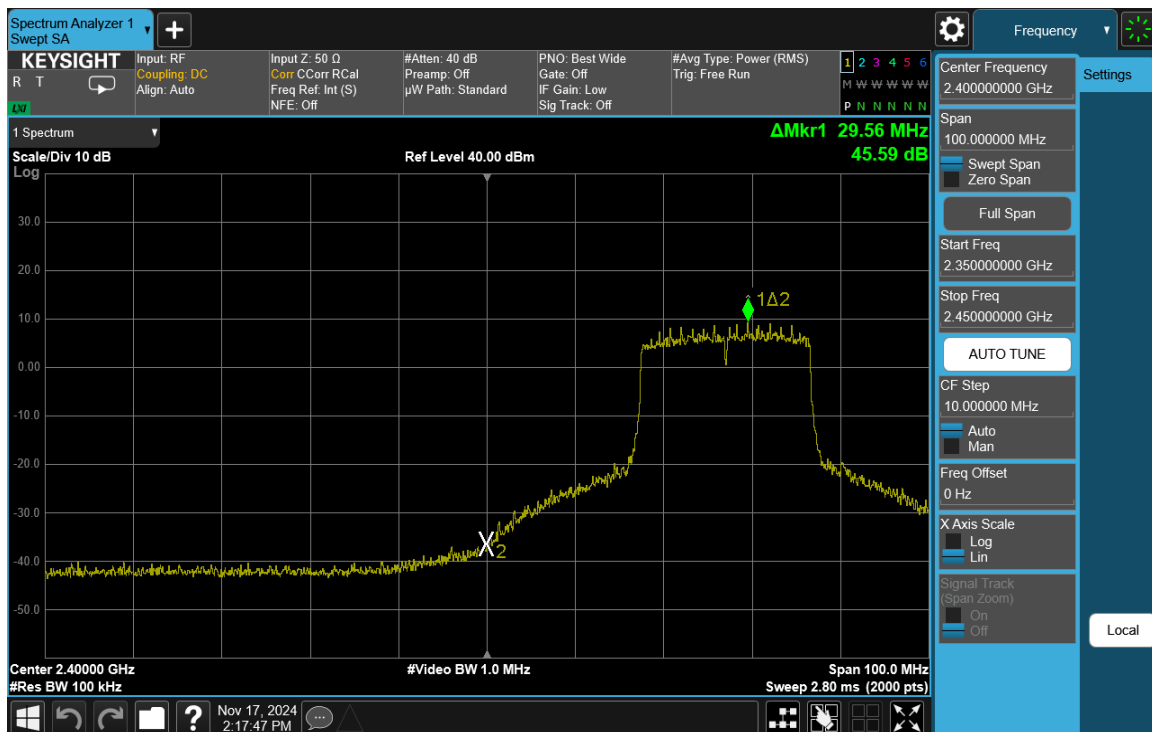 Spectrum Analyzer 1
Swept SA
+
Frequency
KEYSIGHT
R T
LXI
Input: RF
Coupling: DC
Align: Auto
Input Z: 50 Ω
Corr CCorr RCal
Freq Ref: Int (S)
NFE: Off
#Atten: 40 dB
Preamp: Off
µW Path: Standard
PNO: Best Wide
Gate: Off
IF Gain: Low
Sig Track: Off
#Avg Type: Power (RMS)
Trig: Free Run
1 2 3 4 5 6
M W W W W W
P N N N N N
1 Spectrum
Scale/Div 10 dB
Log
Ref Level 40.00 dBm
ΔMkr1 29.56 MHz
45.59 dB
30.0
20.0
10.0
0.00
-10.0
-20.0
-30.0
-40.0
-50.0
1Δ2
X2
Center 2.40000 GHz
#Res BW 100 kHz
#Video BW 1.0 MHz
Span 100.0 MHz
Sweep 2.80 ms (2000 pts)
?
Nov 17, 2024
2:17:47 PM
Center Frequency
2.400000000 GHz
Span
100.000000 MHz
Swept Span
Zero Span
Full Span
Start Freq
2.350000000 GHz
Stop Freq
2.450000000 GHz
AUTO TUNE
CF Step
10.000000 MHz
Auto
Man
Freq Offset
0 Hz
X Axis Scale
Log
Lin
Signal Track
(Span Zoom)
On
Off
Settings
Local